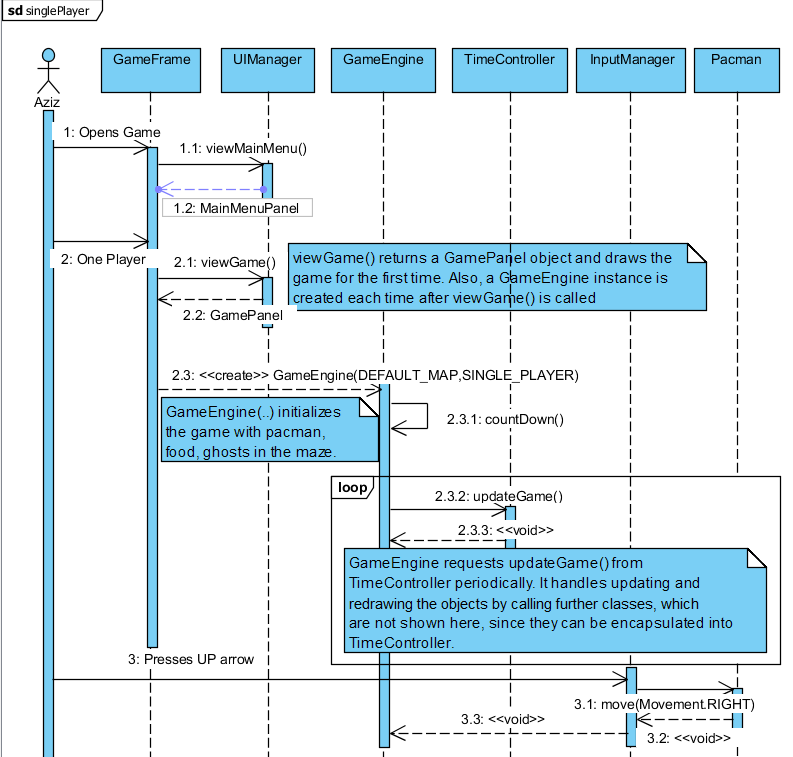 sd singlePlayer
Aziz
GameFrame
UIManager
GameEngine
TimeController
InputManager
Pacman
1: Opens Game
1.1: viewMainMenu()
1.2: MainMenuPanel
2: One Player
2.1: viewGame()
2.2: GamePanel
viewGame() returns a GamePanel object and draws the
game for the first time. Also, a GameEngine instance is
created each time after viewGame() is called
2.3: <<create>> GameEngine(DEFAULT_MAP,SINGLE_PLAYER)
GameEngine(..) initializes
the game with pacman,
food, ghosts in the maze.
2.3.1: countDown()
loop
2.3.2: updateGame()
2.3.3: <<void>>
GameEngine requests updateGame() from
TimeController periodically. It handles updating and
redrawing the objects by calling further classes, which
are not shown here, since they can be encapsulated into
TimeController.
3: Presses UP arrow
3.1: move(Movement.RIGHT)
3.3: <<void>>
3.2: <<void>>